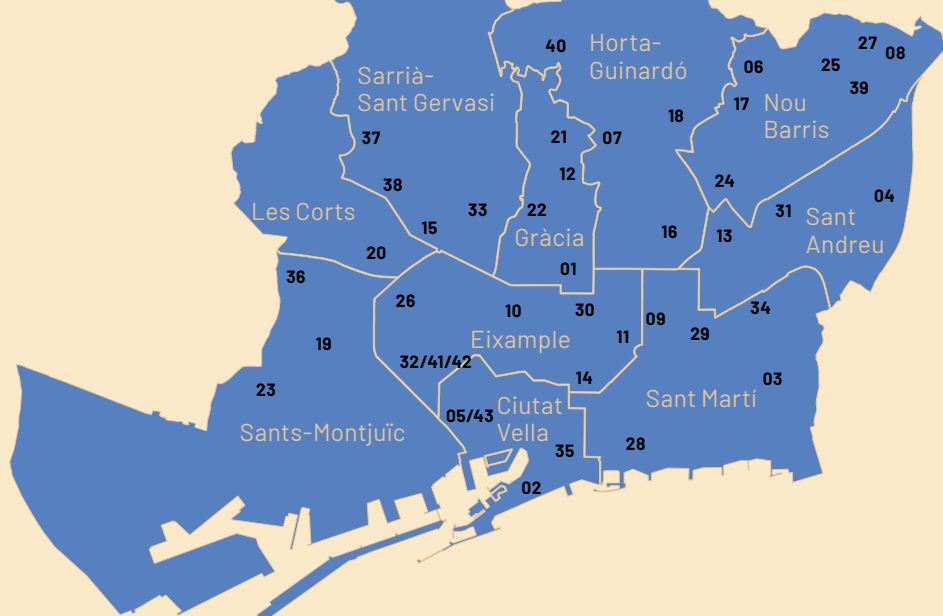 40
Horta-
Guinardó
27
08
25
06
39
Sarrià-
Sant Gervasi
17
Nou
Barris
18
37
21
07
12
24
38
04
Les Corts
33
22
31
Sant
Andreu
15
Gràcia
16
13
20
01
36
26
10
30
34
09
11
29
19
Eixample
32/41/42
14
03
23
Sant Martí
05/43
Ciutat
Vella
Sants-Montjuïc
28
35
02